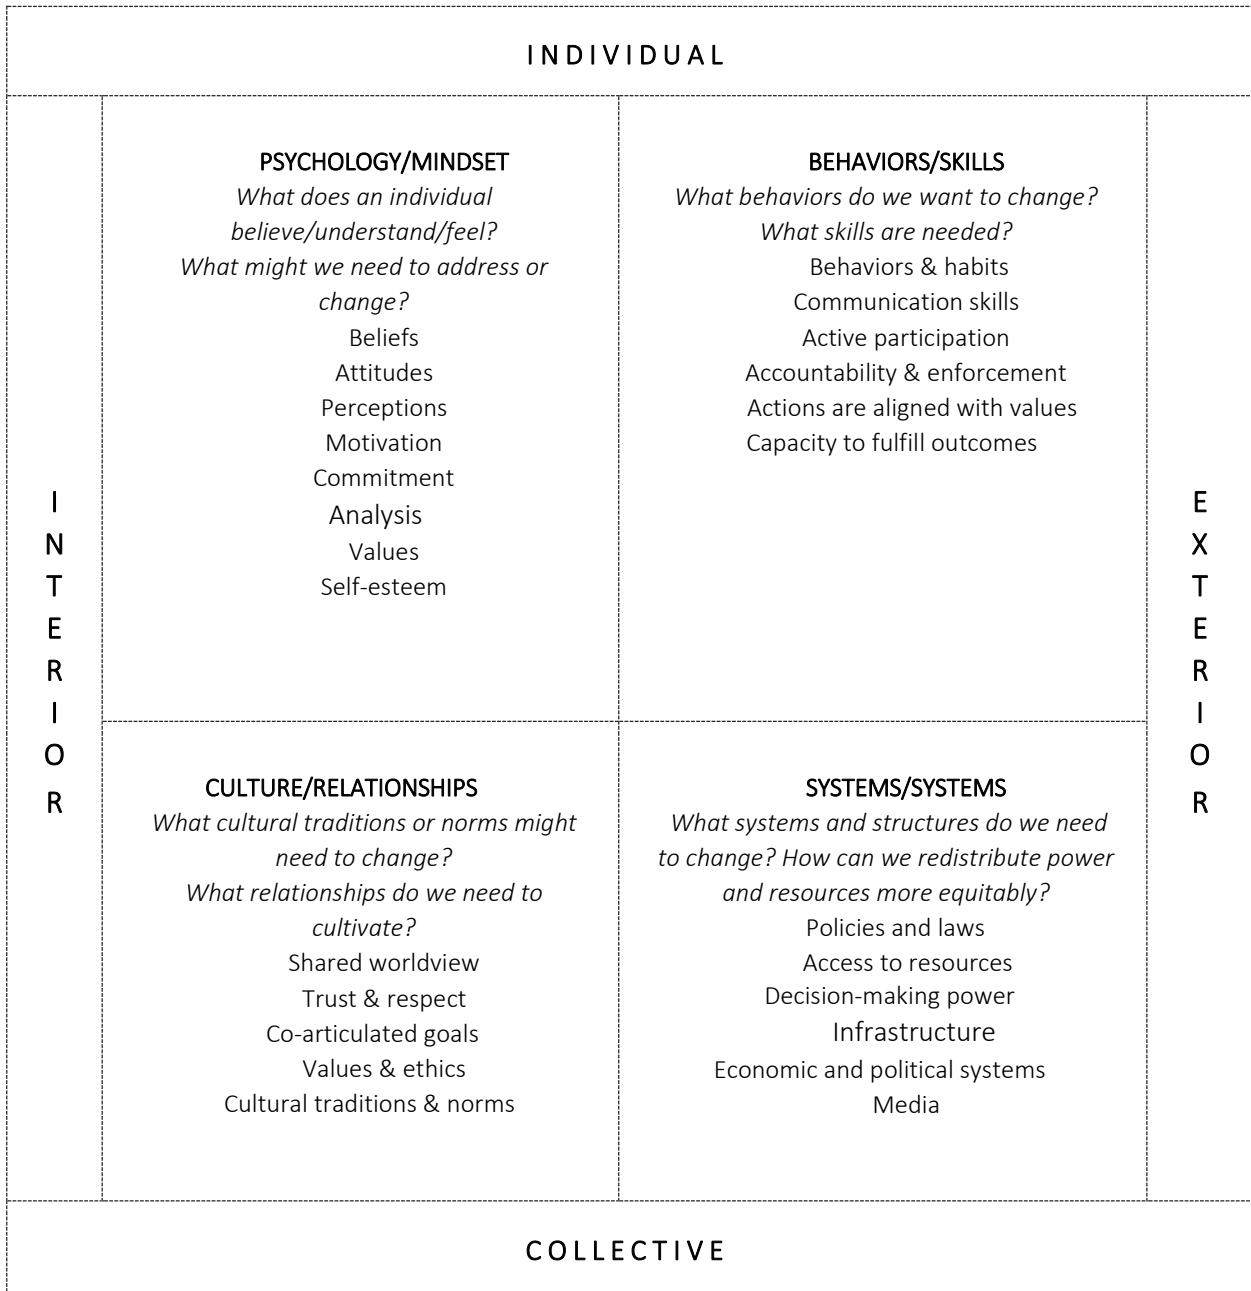 INDIVIDUAL
PSYCHOLOGY/MINDSET
What does an individual
believe/understand/feel?
What might we need to address or
change?
Beliefs
Attitudes
Perceptions
Motivation
Commitment
Analysis
Values
Self-esteem
BEHAVIORS/SKILLS
What behaviors do we want to change?
What skills are needed?
Behaviors & habits
Communication skills
Active participation
Accountability & enforcement
Actions are aligned with values
Capacity to fulfill outcomes
INTERIOR
EXTERIOR
CULTURE/RELATIONSHIPS
What cultural traditions or norms might
need to change?
What relationships do we need to
cultivate?
Shared worldview
Trust & respect
Co-articulated goals
Values & ethics
Cultural traditions & norms
SYSTEMS/SYSTEMS
What systems and structures do we need
to change? How can we redistribute power
and resources more equitably?
Policies and laws
Access to resources
Decision-making power
Infrastructure
Economic and political systems
Media
COLLECTIVE